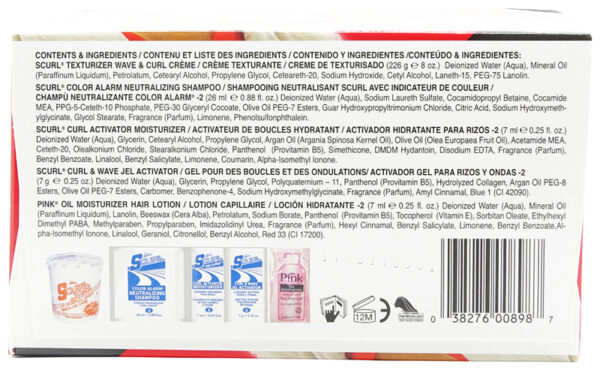 CONTENTS & INGREDIENTS / CONTENU ET LISTE DES INGREDIENTS / CONTENIDO Y INGREDIENTES /CONTEÚDO & INGREDIENTES:
SCURL® TEXTURIZER WAVE & CURL CRÈME / CRÈME TEXTURANTE / CREME DE TEXTURISADO (226 g ℮ 8 oz.) Deionized Water (Aqua), Mineral Oil
(Paraffinum Liquidum), Petrolatum, Cetearyl Alcohol, Propylene Glycol, Ceteareth-20, Sodium Hydroxide, Cetyl Alcohol, Laneth-15, PEG-75 Lanolin.
SCURL® COLOR ALARM NEUTRALIZING SHAMPOO / SHAMPOOING NEUTRALISANT SCURL AVEC INDICATEUR DE COULEUR /
CHAMPÚ NEUTRALIZANTE COLOR ALARM® -2 (26 ml ℮ 0.88 fl. oz.) Deionized Water (Aqua), Sodium Laureth Sulfate, Cocamidopropyl Betaine, Cocamide
MEA, PPG-5-Ceteth-10 Phosphate, PEG-30 Glyceryl Cocoate, Olive Oil PEG-7 Esters, Guar Hydroxypropyltrimonium Chloride, Citric Acid, Sodium Hydroxymeth-
ylglycinate, Glycol Stearate, Fragrance (Parfum), Limonene, Phenolsulfonphthalein.
SCURL® CURL ACTIVATOR MOISTURIZER / ACTIVATEUR DE BOUCLES HYDRATANT / ACTIVADOR HIDRATANTE PARA RIZOS -2 (7 ml ℮ 0.25 fl. oz.)
Deionized Water (Aqua), Glycerin, Cetearyl Alcohol, Propylene Glycol, Argan Oil (Argania Spinosa Kernel Oil), Olive Oil (Olea Europaea Fruit Oil), Acetamide MEA,
Ceteth-20, Olealkonium Chloride, Stearalkonium Chloride, Panthenol (Provitamin B5), Simethicone, DMDM Hydantoin, Disodium EDTA, Fragrance (Parfum),
Benzyl Benzoate, Linalool, Benzyl Salicylate, Limonene, Coumarin, Alpha-Isomethyl Ionone.
SCURL® CURL & WAVE JEL ACTIVATOR / GEL POUR DES BOUCLES ET DES ONDULATIONS/ ACTIVADOR GEL PARA RIZOS Y ONDAS -2
(7 g ℮ 0.25 oz.) Deionized Water (Aqua), Glycerin, Propylene Glycol, Polyquaternium – 11, Panthenol (Provitamin B5), Hydrolyzed Collagen, Argan Oil PEG-8
Esters, Olive Oil PEG-7 Esters, Carbomer, Benzophenone-4, Sodium Hydroxymethylglycinate, Fragrance (Parfum), Amyl Cinnamal, Blue 1 (CI 42090).
PINK® OIL MOISTURIZER HAIR LOTION / LOTION CAPILLAIRE / LOCIÓN HIDRATANTE -2 (7 ml ℮ 0.25 fl. oz.) Deionized Water (Aqua), Mineral Oil
(Paraffinum Liquidum), Lanolin, Beeswax (Cera Alba), Petrolatum, Sodium Borate, Panthenol (Provitamin B5), Tocopherol (Vitamin E), Sorbitan Oleate, Ethylhexyl
Dimethyl PABA, Methylparaben, Propylparaben, Imidazolidinyl Urea, Fragrance (Parfum), Hexyl Cinnamal, Benzyl Salicylate, Limonene, Benzyl Benzoate,Al-
pha-Isomethyl Ionone, Linalool, Geraniol, Citronellol, Benzyl Alcohol, Red 33 (CI 17200).
COLOR ALARM®
NEUTRALIZING
SHAMPOO
CURL ACTIVATOR
MOISTURIZER
CURL & WAVE
JEL ACTIVATOR
Pink
12M
0 38276 00898 7